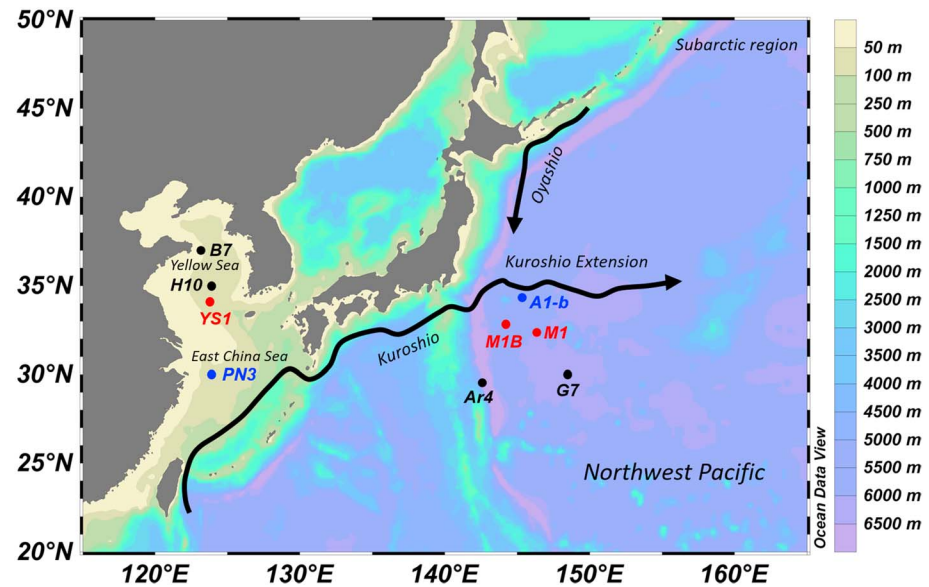 50°N
45°N
40°N
35°N
30°N
25°N
20°N
120°E
130°E
140°E
150°E
160°E
Subarctic region
Oyashio
Kuroshio Extension
Kuroshio
Yellow Sea
East China Sea
Northwest Pacific
B7
H10
YS1
PN3
A1-b
M1B
M1
Ar4
G7
Ocean Data View
50 m
100 m
250 m
500 m
750 m
1000 m
1250 m
1500 m
2000 m
2500 m
3000 m
3500 m
4000 m
4500 m
5000 m
5500 m
6000 m
6500 m